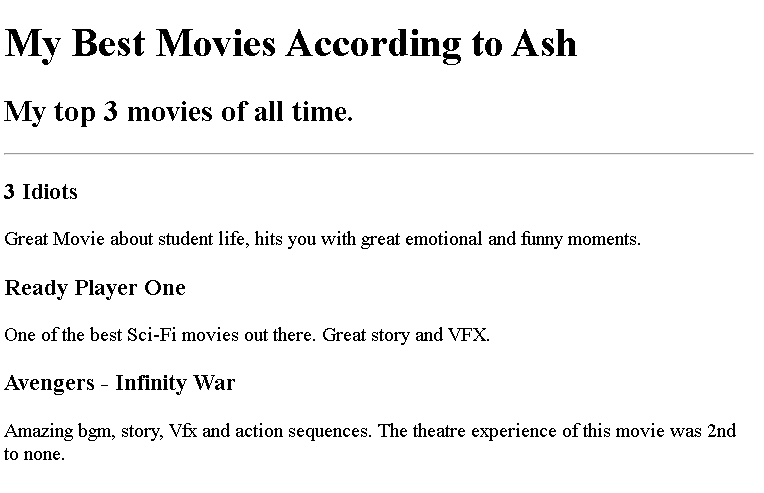 My Best Movies According to Ash
My top 3 movies of all time.
3 Idiots
Great Movie about student life, hits you with great emotional and funny moments.
Ready Player One
One of the best Sci-Fi movies out there. Great story and VFX.
Avengers - Infinity War
Amazing bgm, story, Vfx and action sequences. The theatre experience of this movie was 2nd
to none.